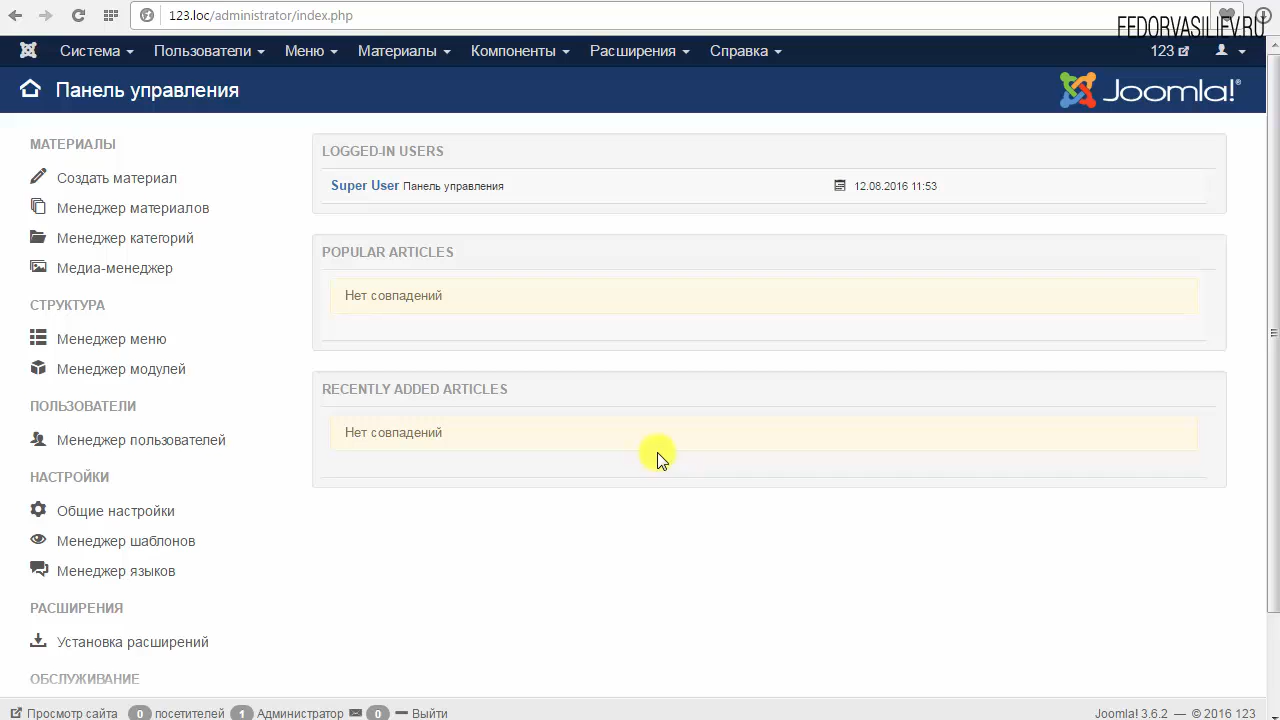 123.loc/administrator/index.php
FEDORVASILIEV.RU
Система Пользователи Меню Материалы Компоненты Расширения Справка 123
Панель управления
Joomla!®
МАТЕРИАЛЫ
Создать материал
Менеджер материалов
Менеджер категорий
Медиа-менеджер
СТРУКТУРА
Менеджер меню
Менеджер модулей
ПОЛЬЗОВАТЕЛИ
Менеджер пользователей
НАСТРОЙКИ
Общие настройки
Менеджер шаблонов
Менеджер языков
РАСШИРЕНИЯ
Установка расширений
ОБСЛУЖИВАНИЕ
LOGGED-IN USERS
Super User Панель управления 12.08.2016 11:53
POPULAR ARTICLES
Нет совпадений
RECENTLY ADDED ARTICLES
Нет совпадений
Просмотр сайта 0 посетителей 1 Администратор 0 Выйти
Joomla! 3.6.2 — © 2016 123